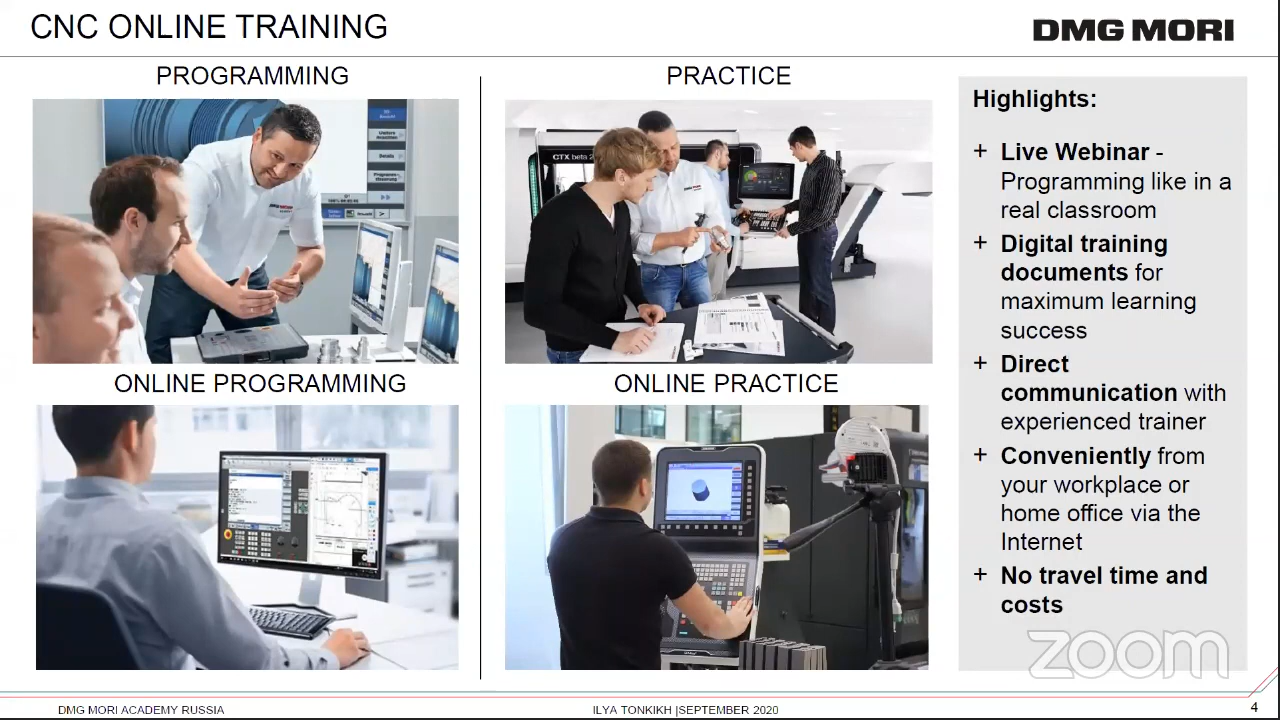 CNC ONLINE TRAINING
DMG MORI
PROGRAMMING
PRACTICE
CTX beta
ONLINE PROGRAMMING
ONLINE PRACTICE
Highlights:
+ Live Webinar -
Programming like in a
real classroom
+ Digital training
documents for
maximum learning
success
+ Direct
communication with
experienced trainer
+ Conveniently from
your workplace or
home office via the
Internet
+ No travel time and
costs
zoom
DMG MORI ACADEMY RUSSIA
ILYA TONKIKH |SEPTEMBER 2020
4